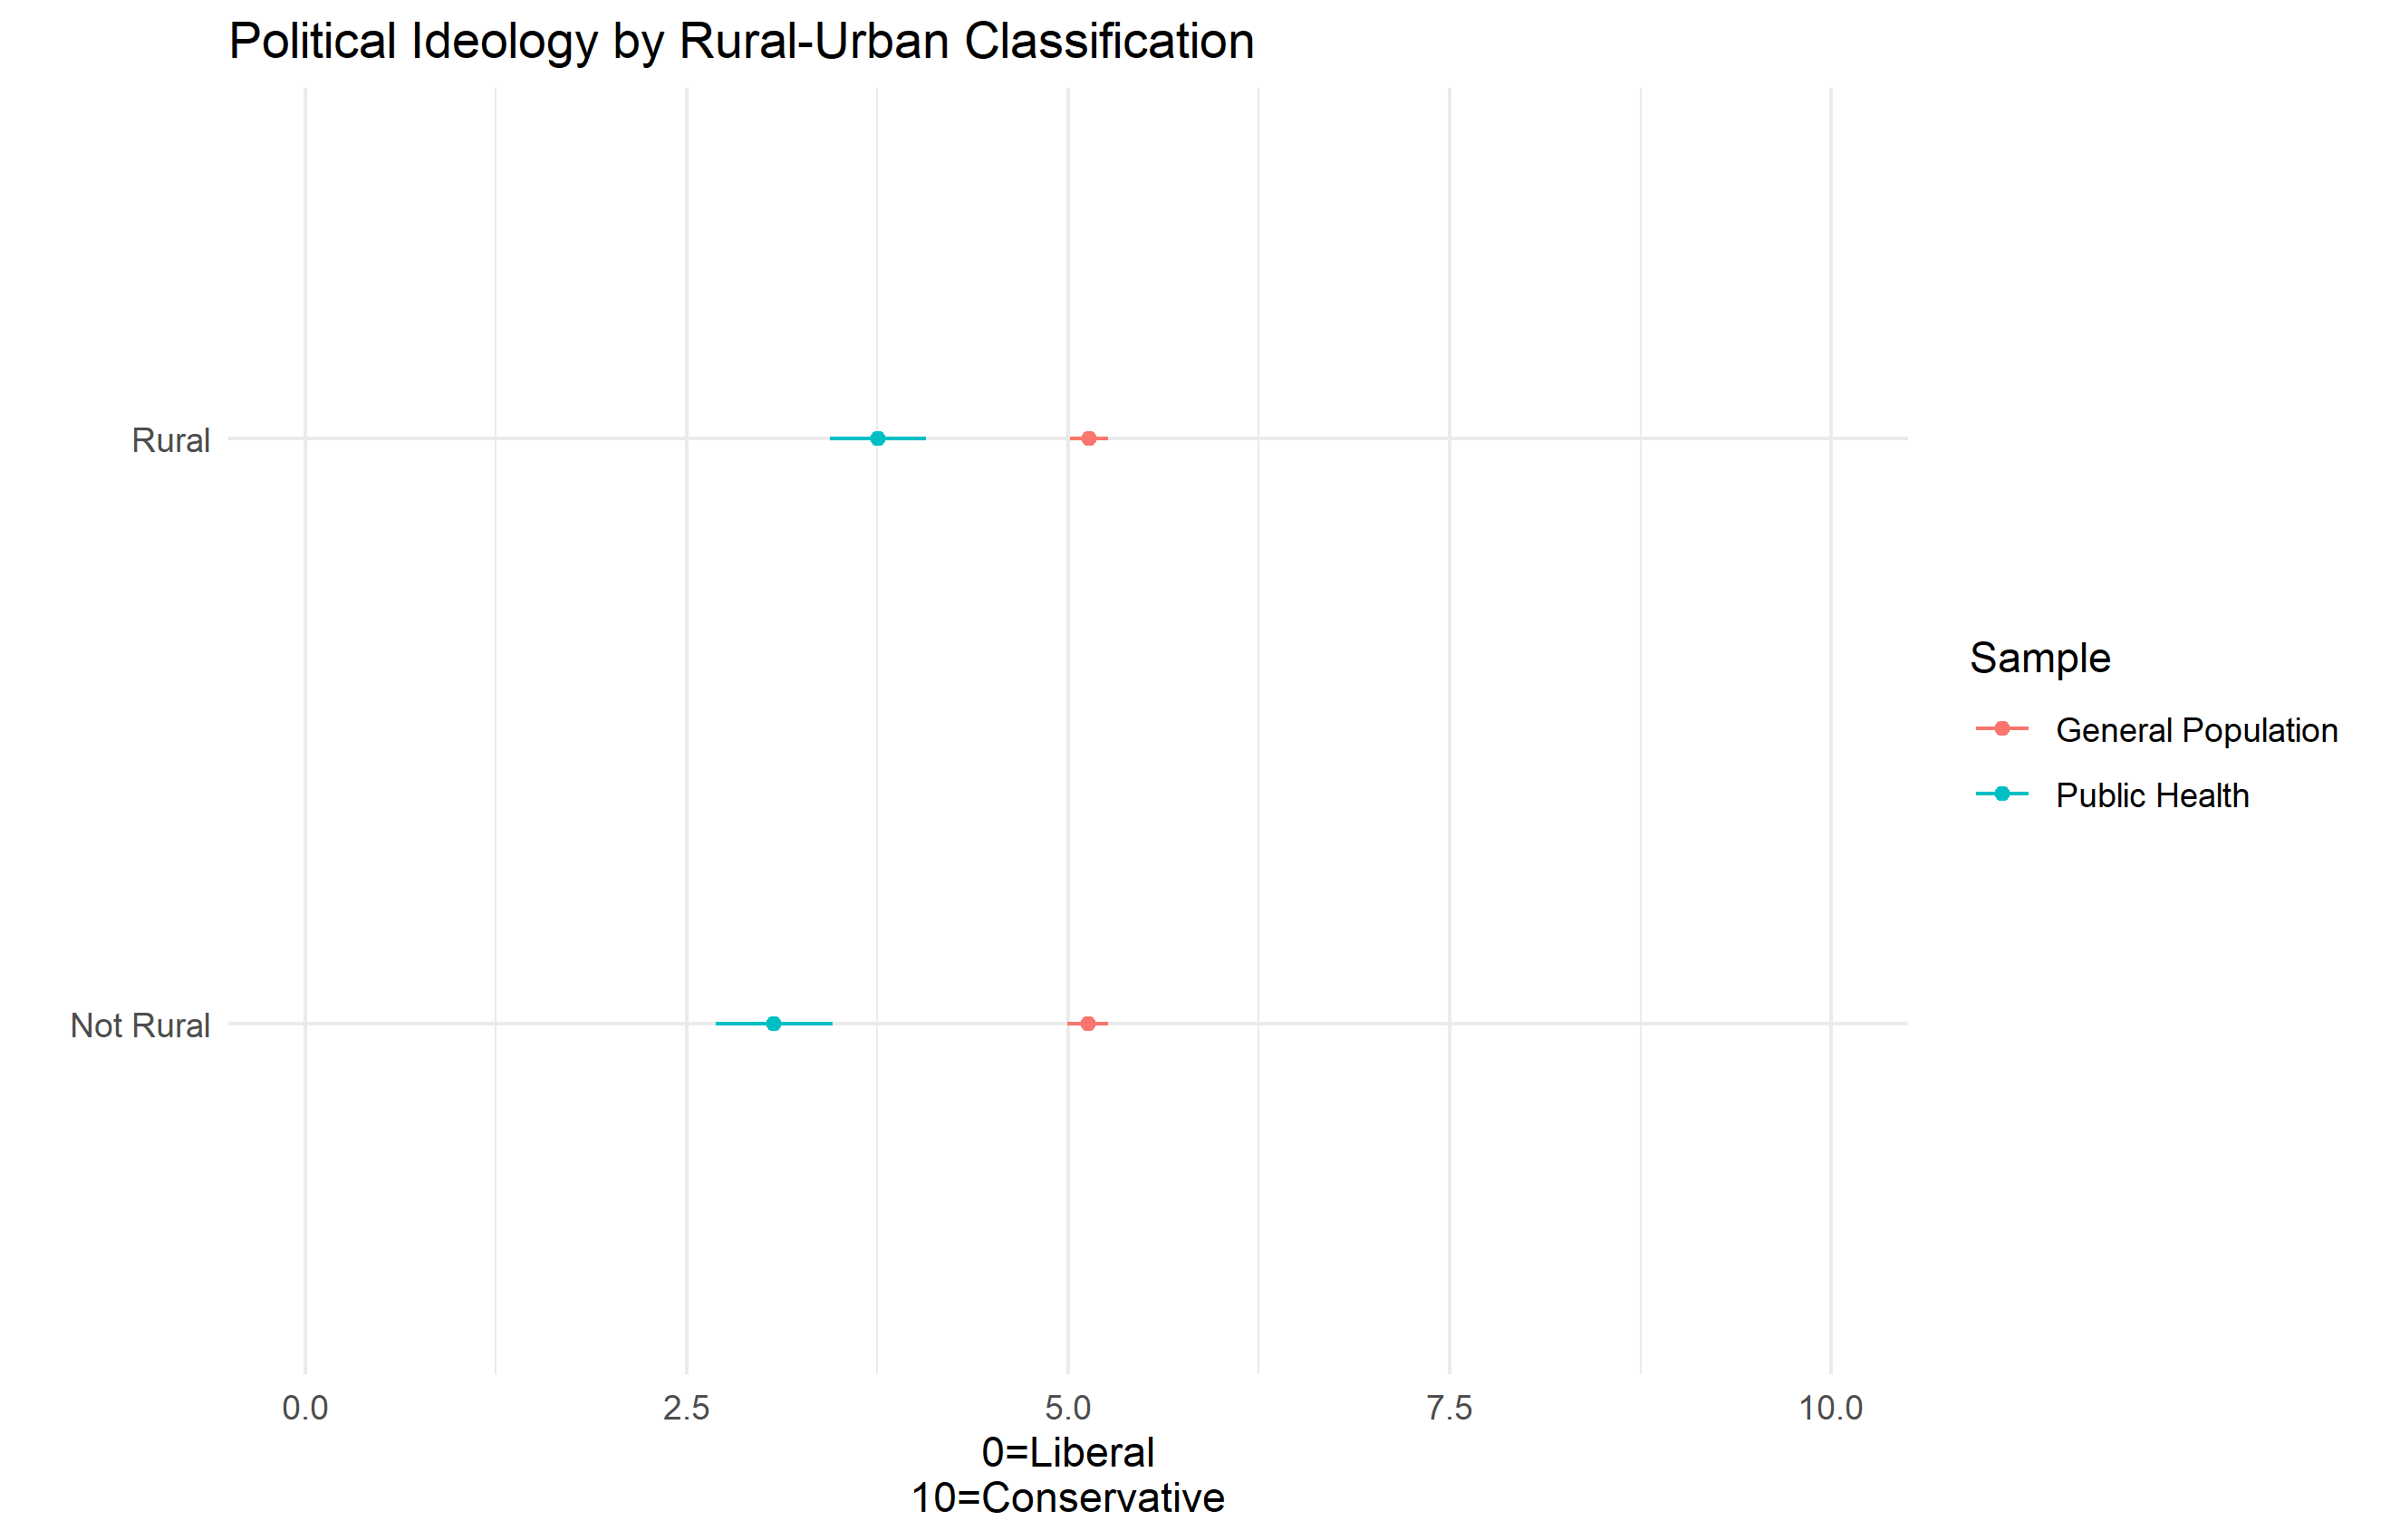 Political Ideology by Rural-Urban Classification
Rural
Not Rural
0.0 2.5 5.0 7.5 10.0
0=Liberal
10=Conservative
Sample
General Population
Public Health